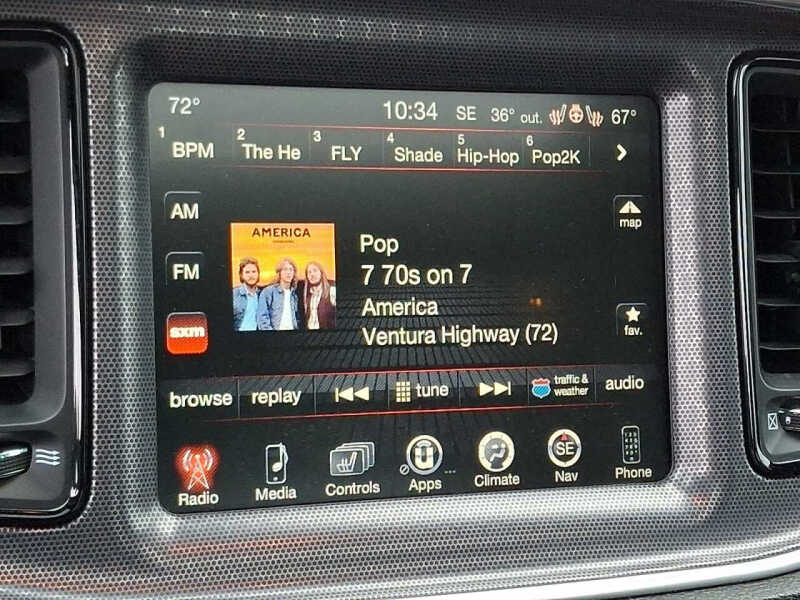 72° 10:34 SE 36° out. 67°
1 BPM 2 The He 3 FLY 4 Shade 5 Hip-Hop 6 Pop2K
AM
FM
sxm
AMERICA
Pop
7 70s on 7
America
Ventura Highway (72)
map
fav.
browse replay tune traffic & weather audio
Radio Media Controls Apps ... Climate Nav Phone
SE